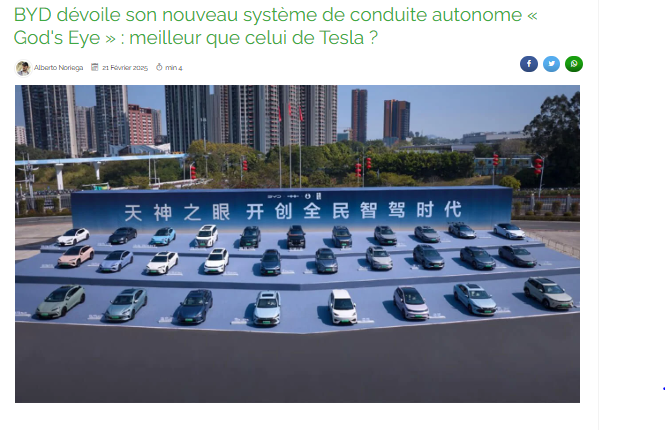 BYD dévoile son nouveau système de conduite autonome «
God's Eye » : meilleur que celui de Tesla ?
Alberto Noriega 21 Février 2025 min 4
BYD
天神之眼 开创全民智驾时代